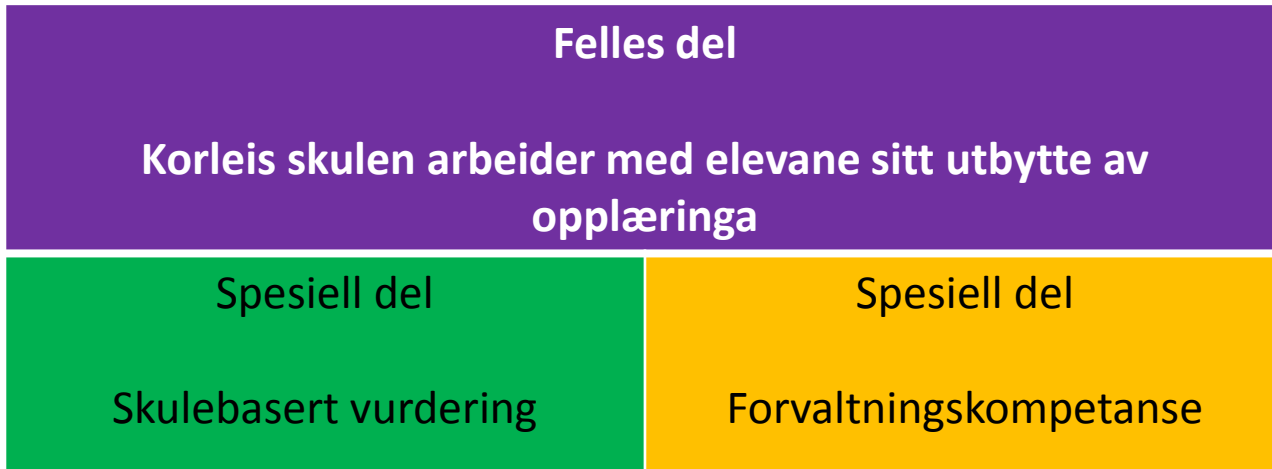 Felles del
Korleis skulen arbeider med elevane sitt utbytte av
opplæringa
Spesiell del
Skulebasert vurdering
Spesiell del
Forvaltningskompetanse